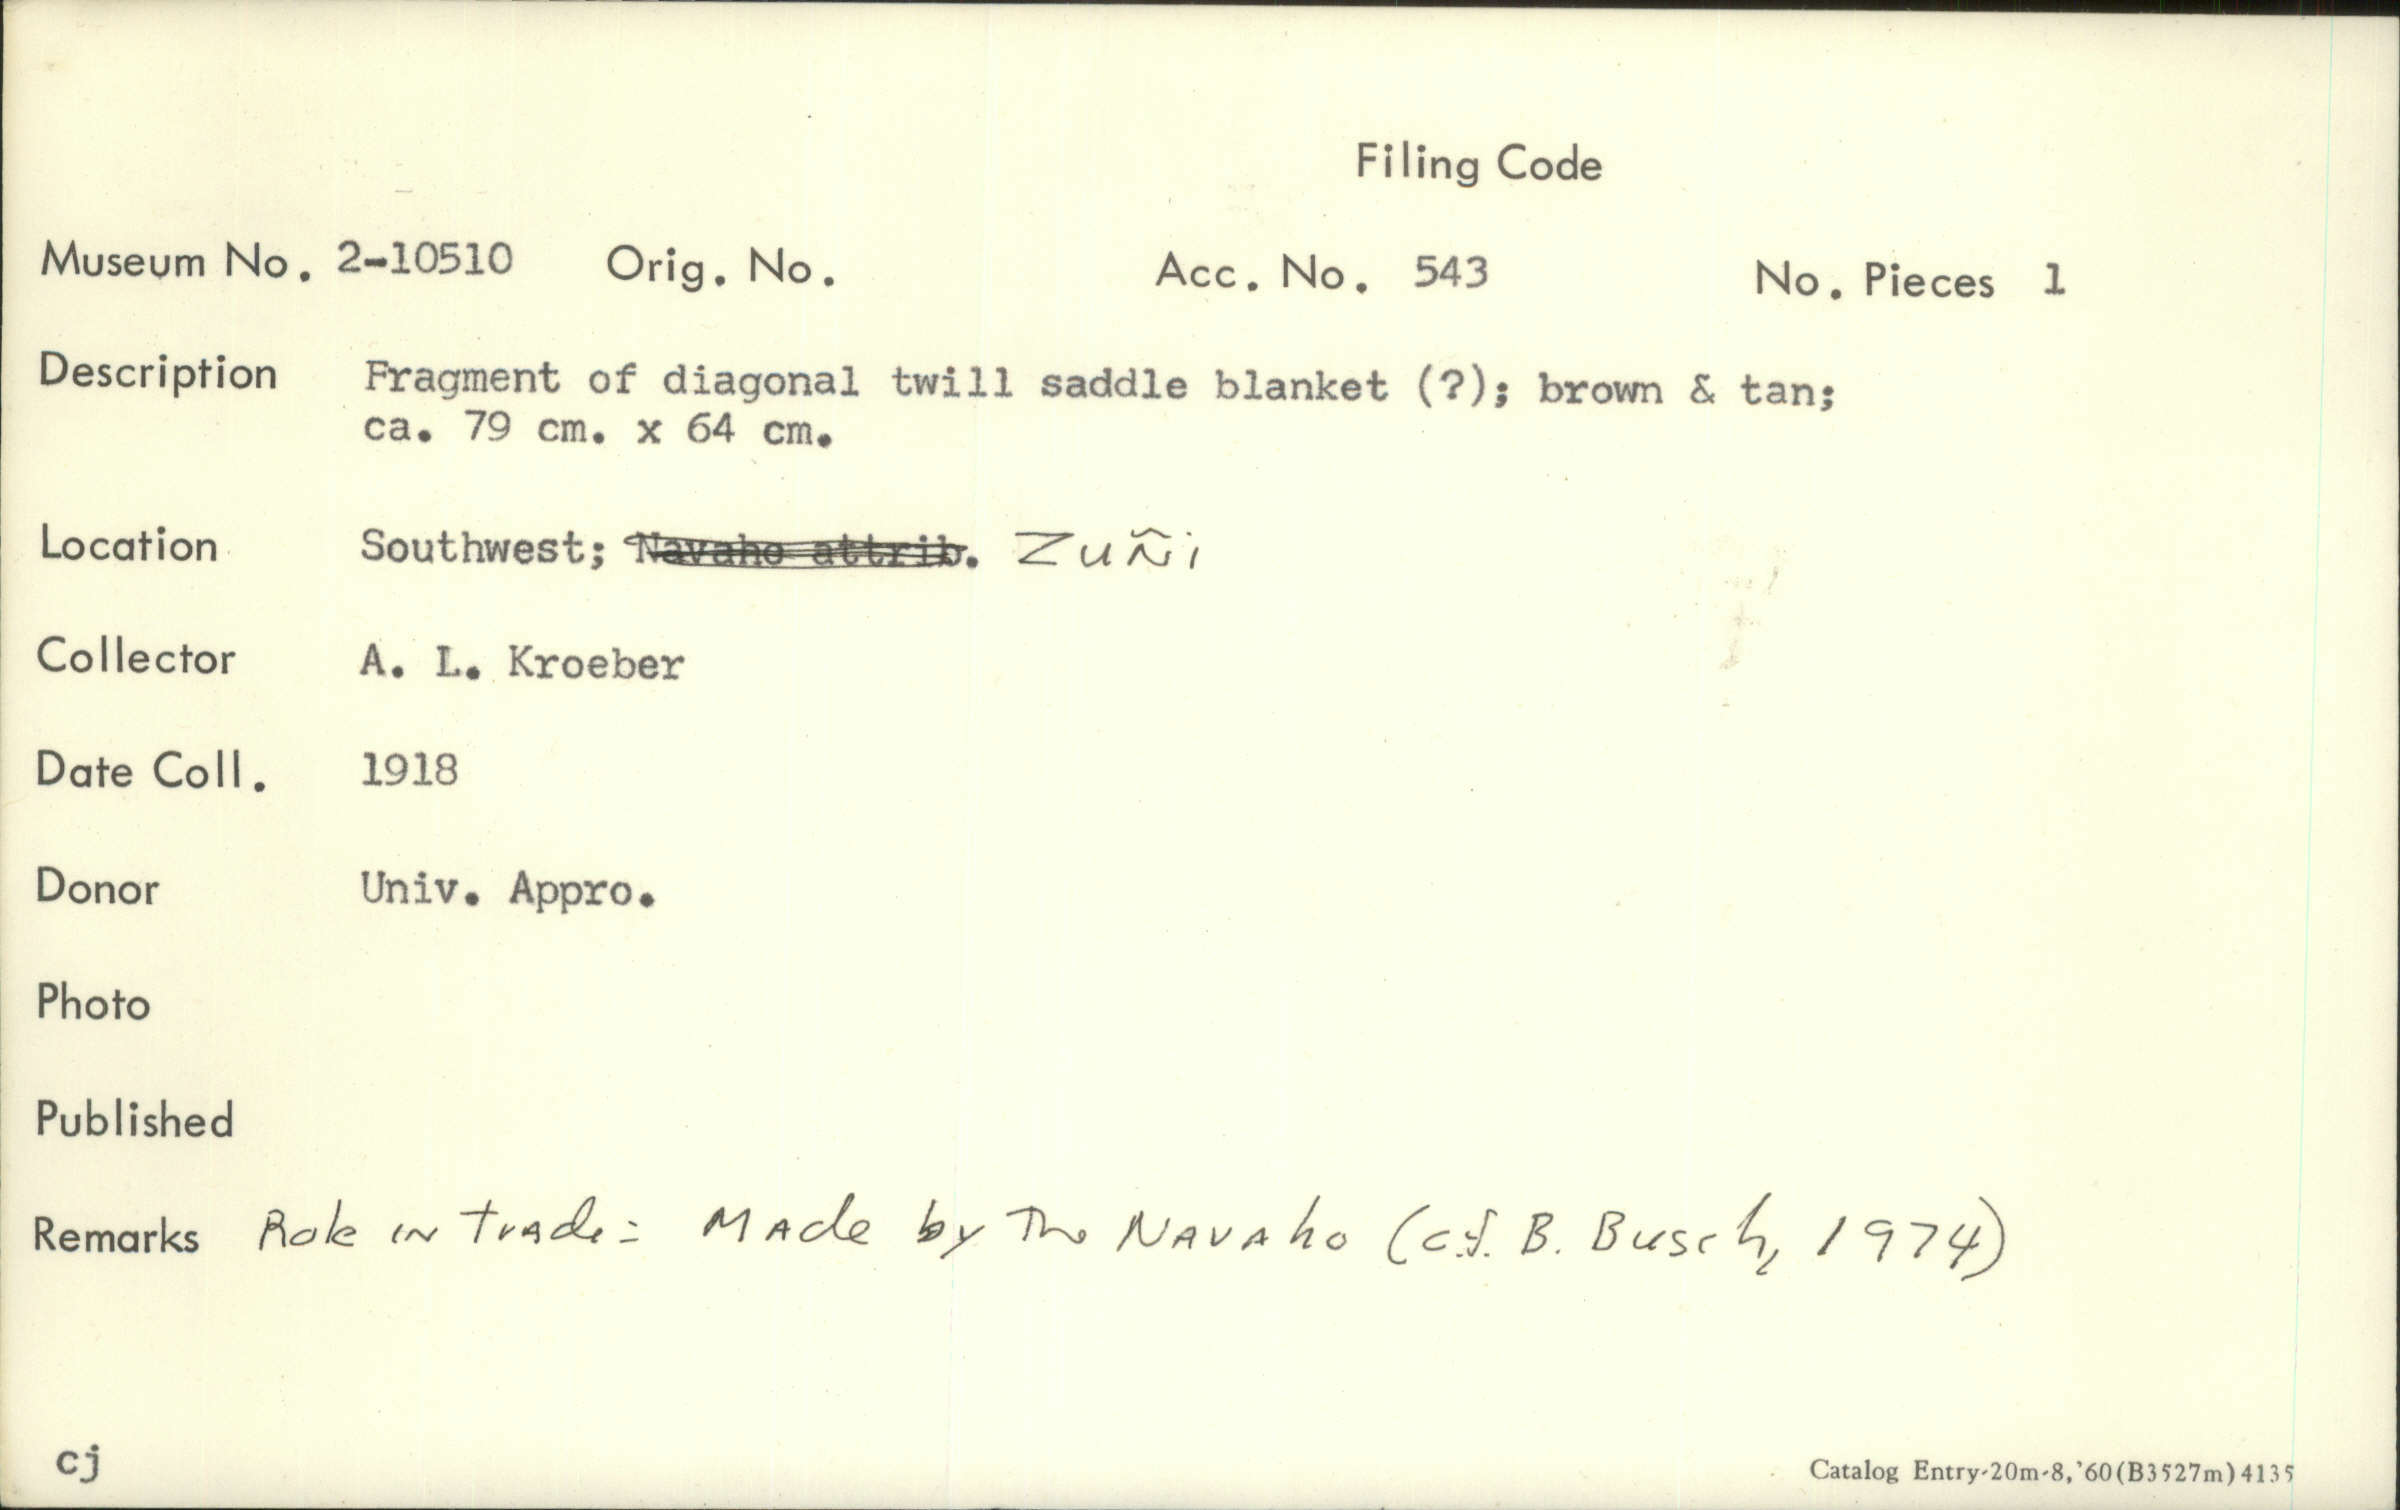 Filing Code
Museum No. 2-10510 Orig. No. Acc. No. 543 No. Pieces 1
Description Fragment of diagonal twill saddle blanket (?); brown & tan;
ca. 79 cm. x 64 cm.
Location Southwest; Navaho attrib. Zuñi
Collector A. L. Kroeber
Date Coll. 1918
Donor Univ. Appro.
Photo
Published
Remarks Role in trade: Made by The Navaho (c.f. B. Busch, 1974)
cj
Catalog Entry-20m-8,'60(B3527m)4135